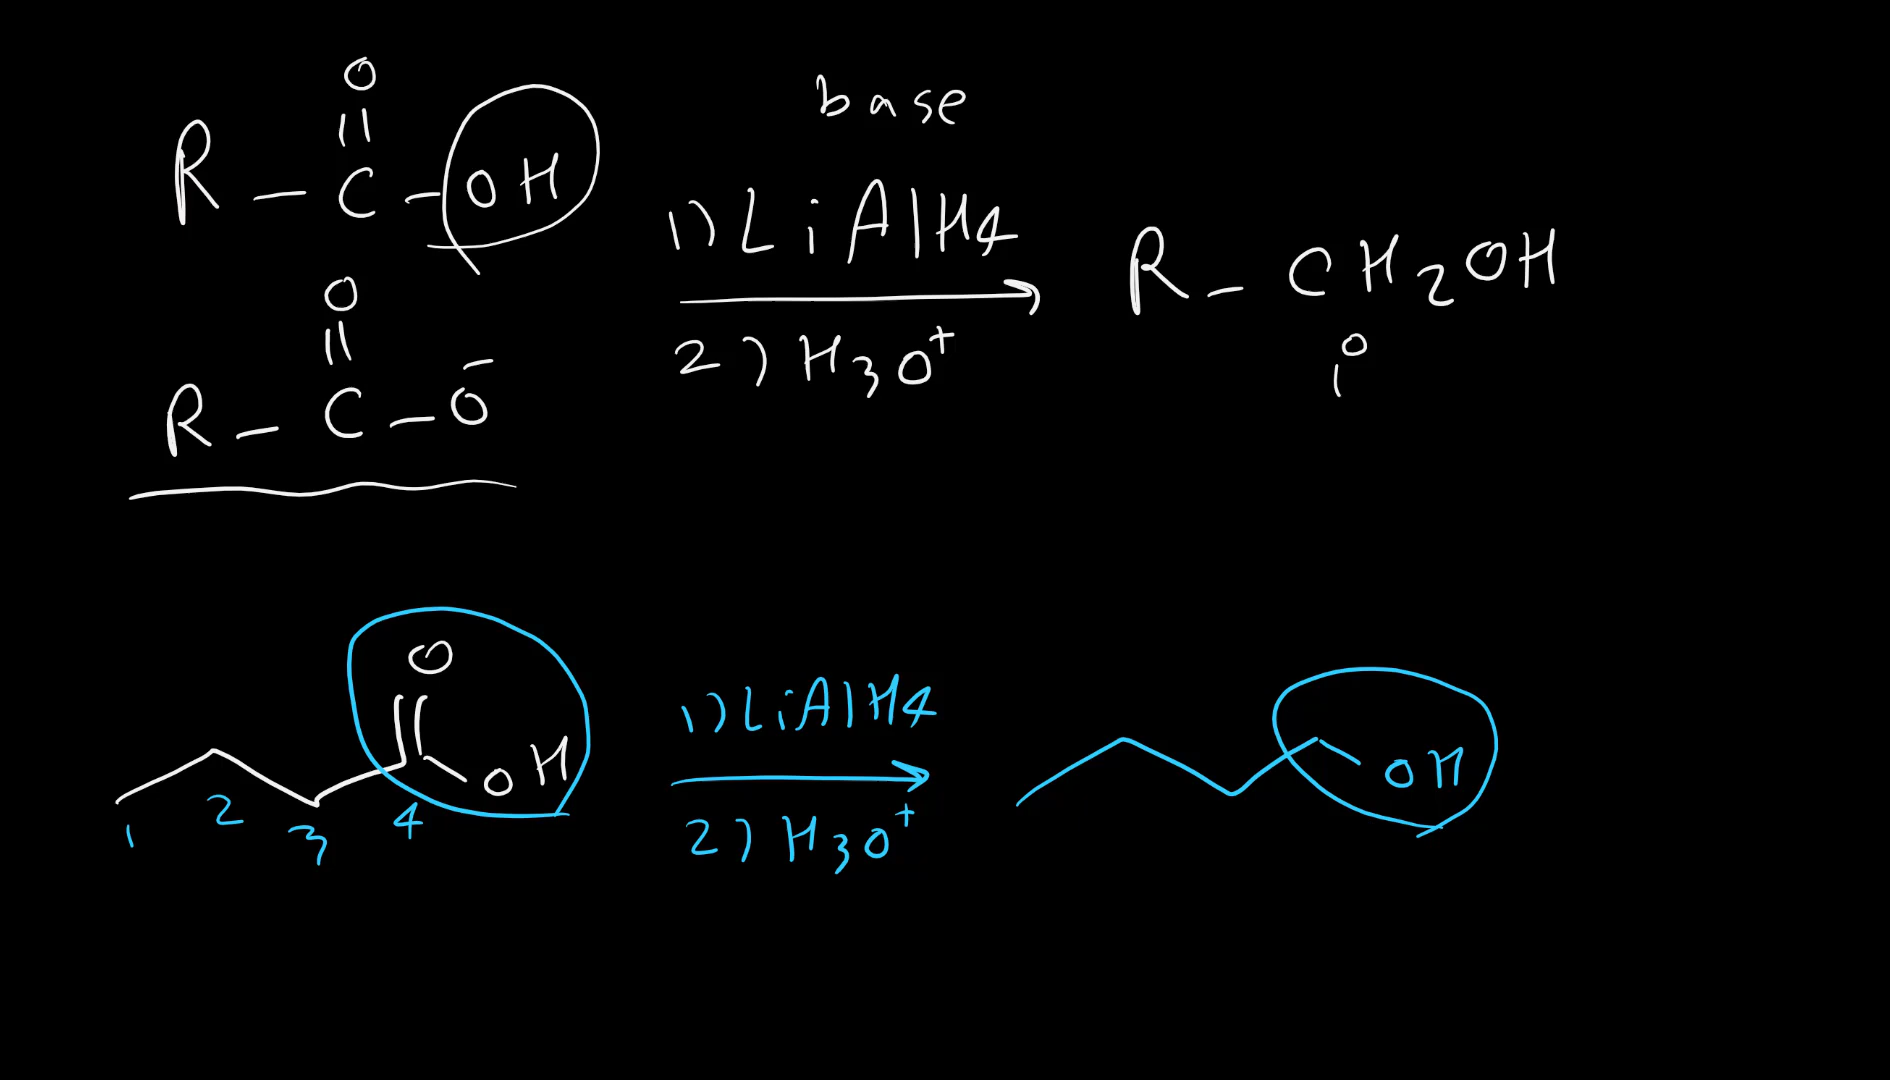 O
||
R - C - OH
base
1) LiAlH4
2) H3O+
R - CH2OH
1°
O
||
R - C - O-
O
OH
1 2 3 4
1) LiAlH4
2) H3O+
OH